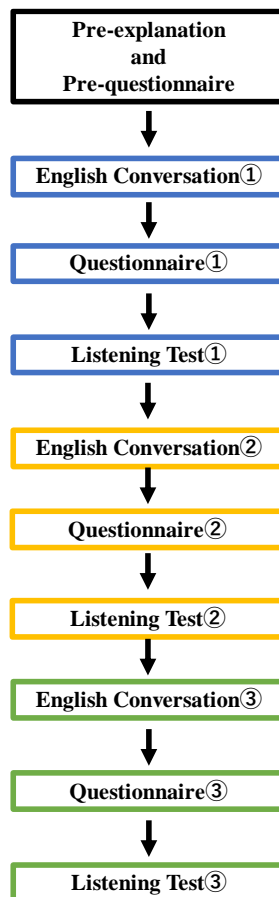 Pre-explanation
and
Pre-questionnaire
English Conversation①
Questionnaire①
Listening Test①
English Conversation②
Questionnaire②
Listening Test②
English Conversation③
Questionnaire③
Listening Test③